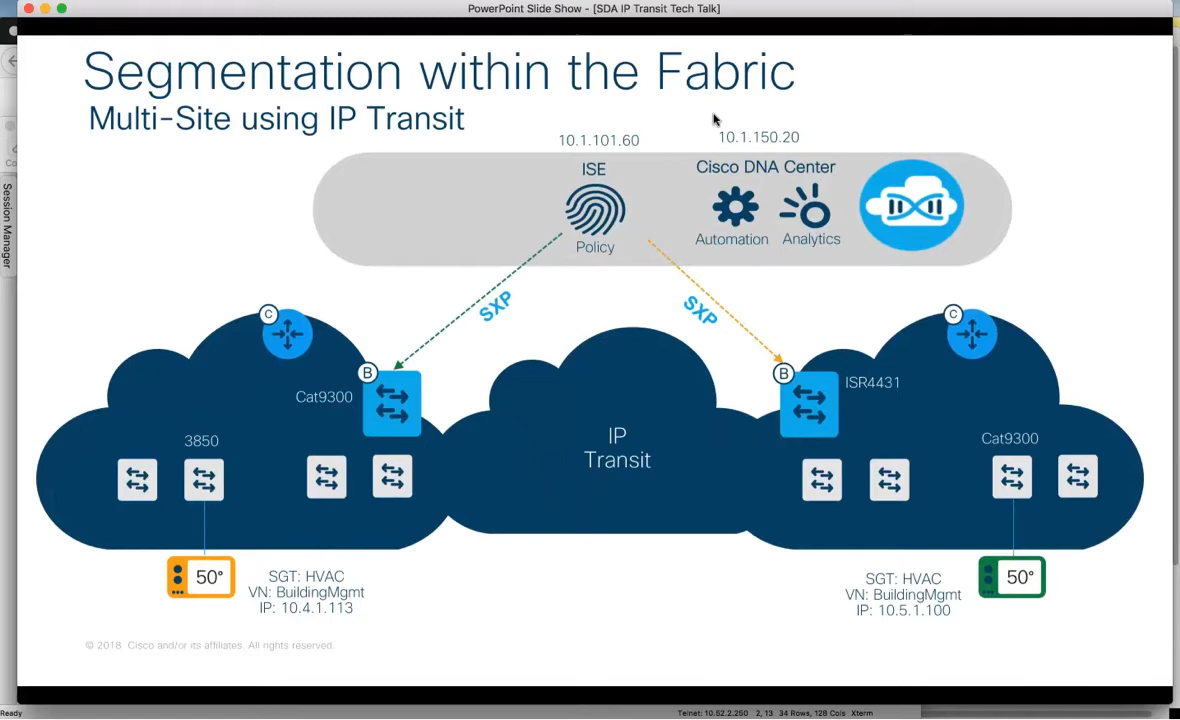 PowerPoint Slide Show - [SDA IP Transit Tech Talk]
Segmentation within the Fabric
Multi-Site using IP Transit
10.1.101.60
10.1.150.20
ISE
Cisco DNA Center
Policy
Automation
Analytics
Session Manager
SXP
SXP
C
C
B
B
Cat9300
ISR4431
3850
Cat9300
IP
Transit
50°
50°
SGT: HVAC
VN: BuildingMgmt
IP: 10.4.1.113
SGT: HVAC
VN: BuildingMgmt
IP: 10.5.1.100
© 2018 Cisco and/or its affiliates. All rights reserved.
Ready
Telnet: 10.52.2.250 2, 13 34 Rows, 128 Cols Xterm